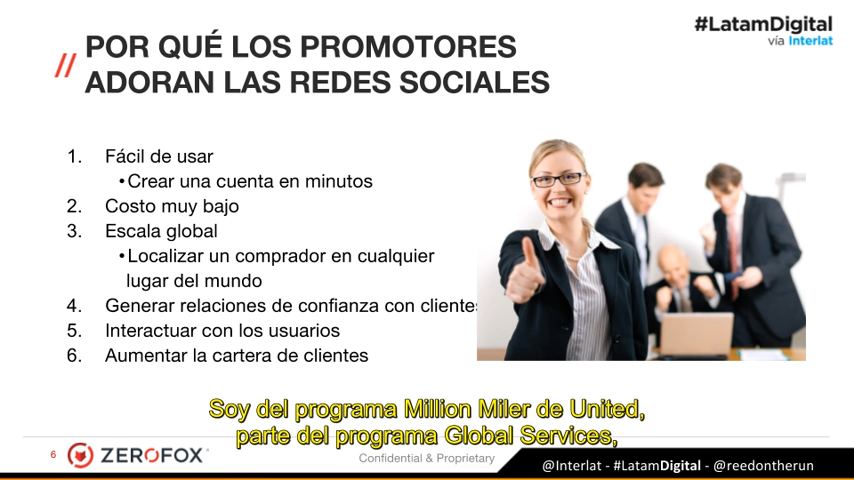 #LatamDigital
vía Interlat
// POR QUÉ LOS PROMOTORES
ADORAN LAS REDES SOCIALES
1. Fácil de usar
•Crear una cuenta en minutos
2. Costo muy bajo
3. Escala global
•Localizar un comprador en cualquier
lugar del mundo
4. Generar relaciones de confianza con clientes
5. Interactuar con los usuarios
6. Aumentar la cartera de clientes
Soy del programa Million Miler de United,
parte del programa Global Services,
6 ZEROFOX
Confidential & Proprietary
@Interlat - #LatamDigital - @reedontherun